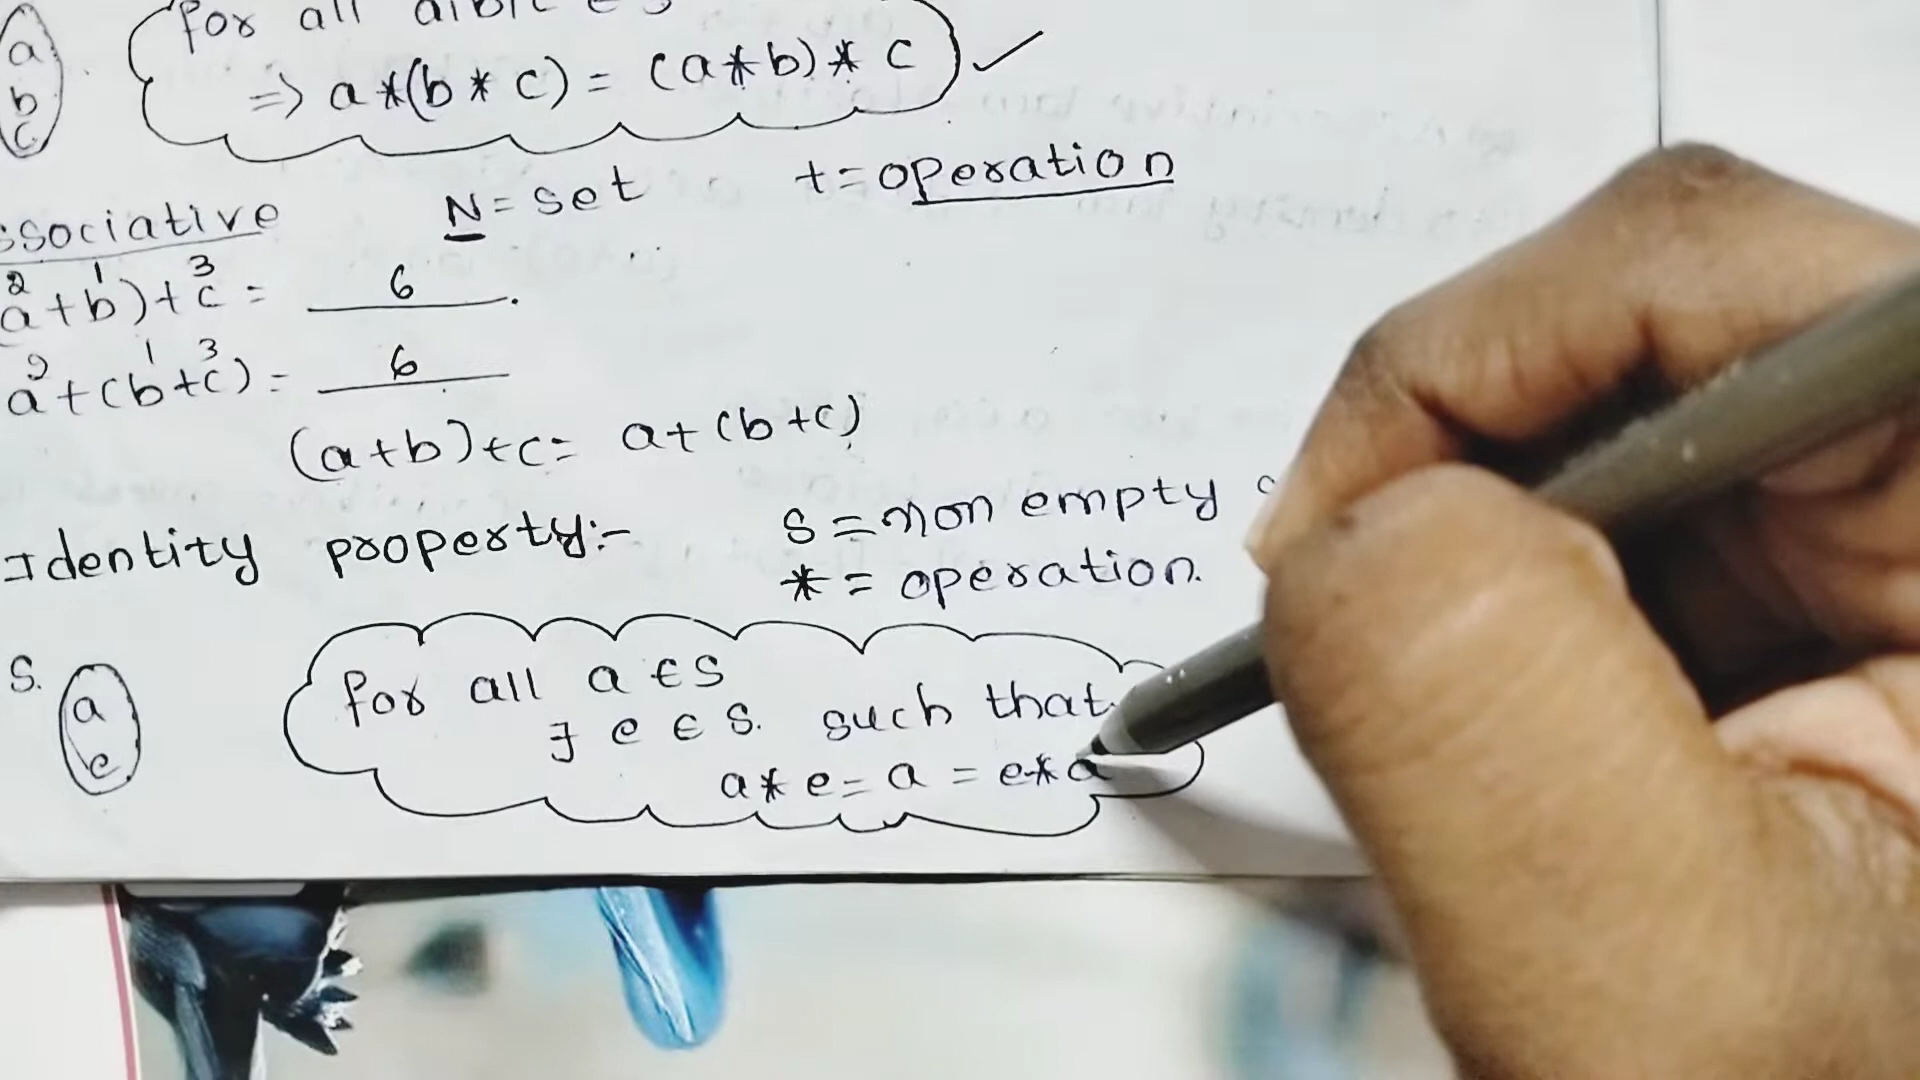 for all a,b,c ∈ S
a
b
c
=> a*(b * c) = (a*b)* c
ssociative
N = set
+=operation
2 1 3
a+b)+c = 6.
2 1 3
a+(b+c) = 6
(a+b)+c= a+(b+c)
Identity property:-
S = non empty
* = operation.
S.
a
e
for all a ∈ S
∃ e ∈ S. such that
a* e = a = e*a